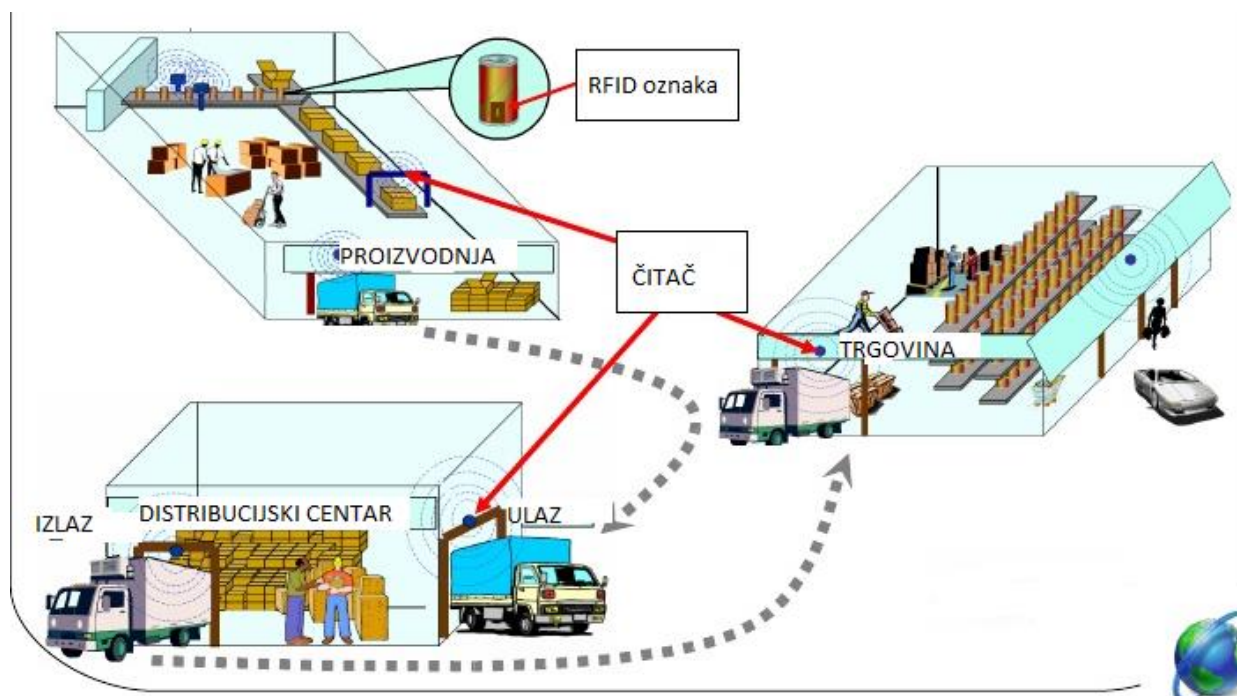 RFID oznaka
PROIZVODNJA
ČITAČ
TRGOVINA
DISTRIBUCIJSKI CENTAR
ULAZ
IZLAZ